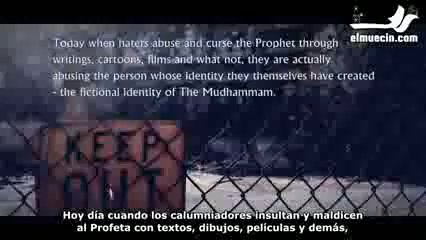 elmuecin.com
Today when haters abuse and curse the Prophet through
writings, cartoons, films and what not, they are actually
abusing the person whose identity they themselves have created
- the fictional identity of The Mudhammam.
KEEP
OUT
Hoy día cuando los calumniadores insultan y maldicen
al Profeta con textos, dibujos, películas y demás,